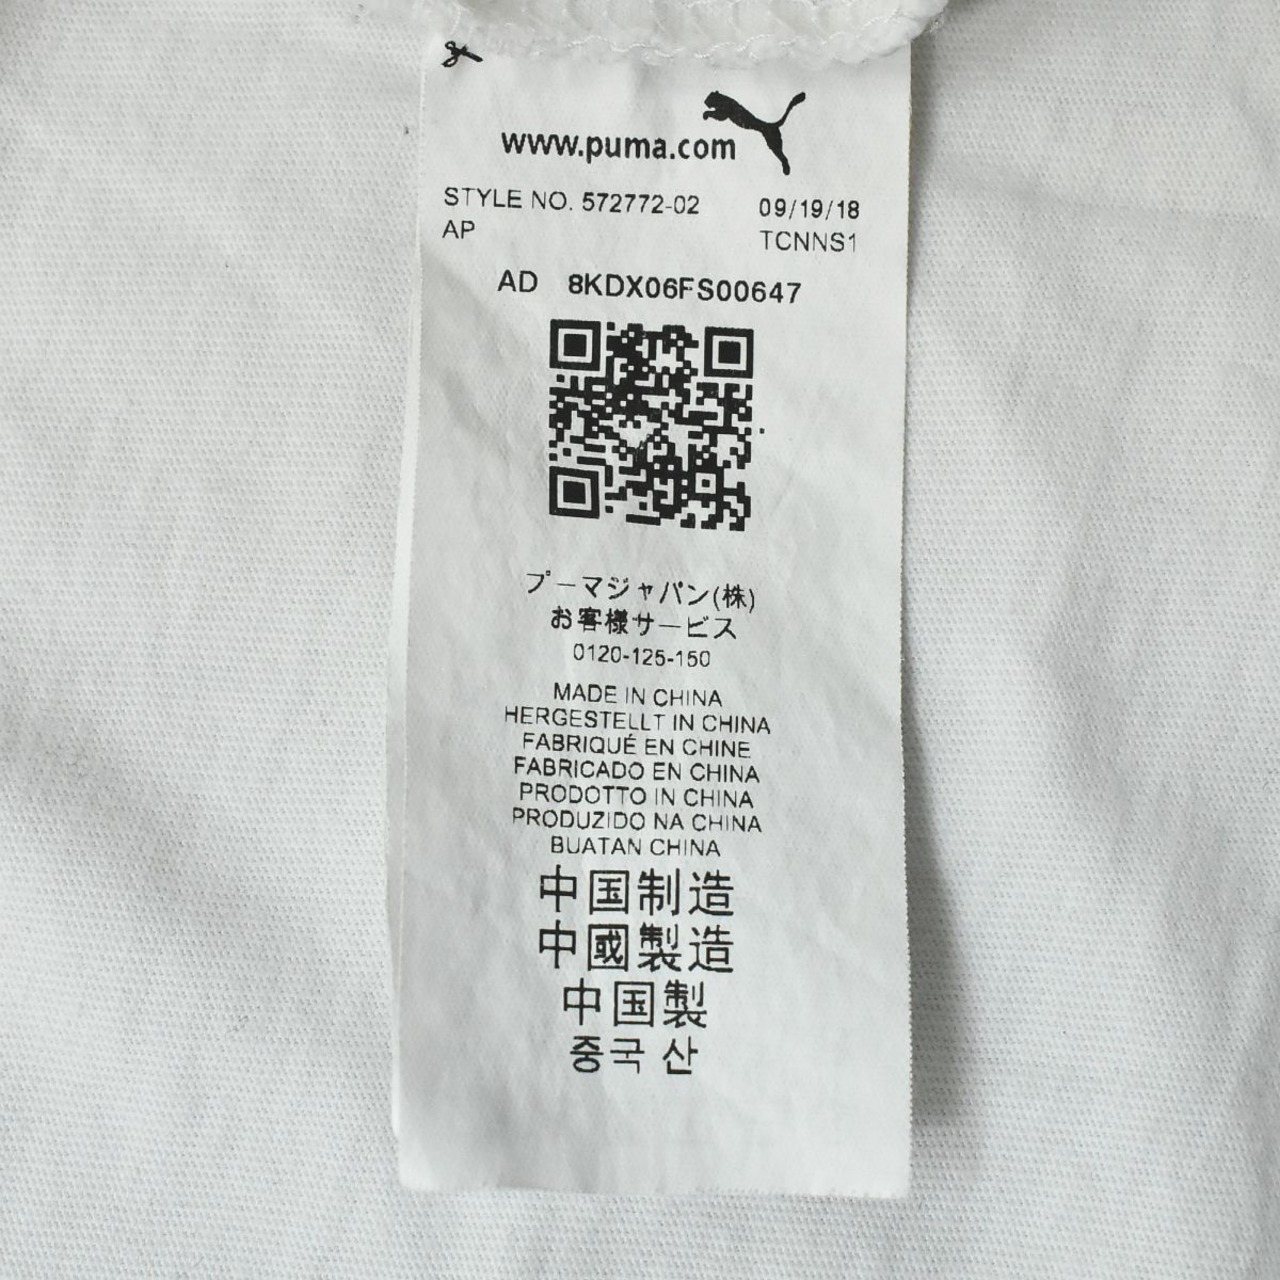 www.puma.com
STYLE NO. 572772-02 09/19/18
AP TCNNS1
AD 8KDX06FS00647
プーマジャパン(株)
お客様サービス
0120-125-150
MADE IN CHINA
HERGESTELLT IN CHINA
FABRIQUÉ EN CHINE
FABRICADO EN CHINA
PRODOTTO IN CHINA
PRODUZIDO NA CHINA
BUATAN CHINA
中国制造
中國製造
中国製
중국 산